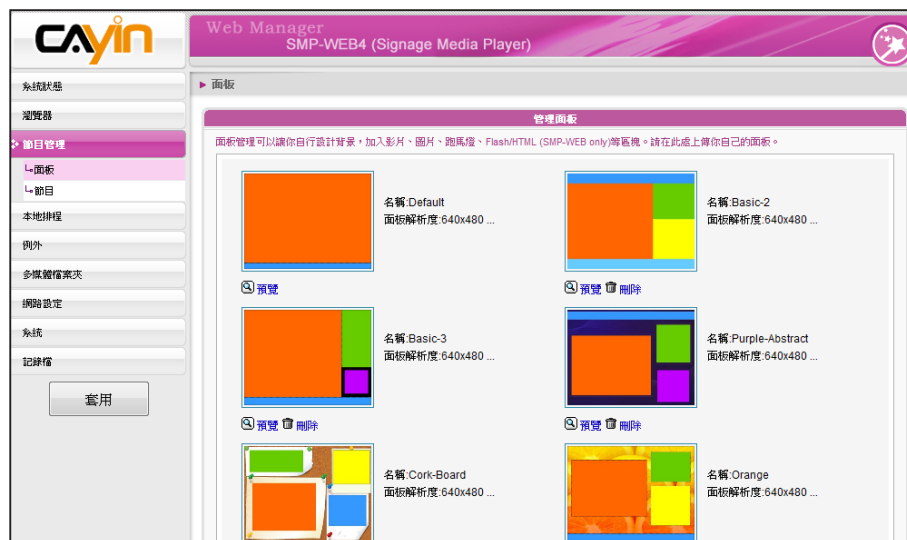 CAYIN
Web Manager
SMP-WEB4 (Signage Media Player)
系統狀態
瀏覽器
節目管理
面板
節目
本地排程
例外
多媒體檔案夾
網路設定
系統
記錄檔
套用
面板
管理面板
面板管理可以讓你自行設計背景，加入影片、圖片、跑馬燈、Flash/HTML (SMP-WEB only)等區塊。請在此處上傳你自己的面板。
名稱:Default
面板解析度:640x480 ...
預覽
名稱:Basic-2
面板解析度:640x480 ...
預覽 刪除
名稱:Basic-3
面板解析度:640x480 ...
預覽 刪除
名稱:Purple-Abstract
面板解析度:640x480 ...
預覽 刪除
名稱:Cork-Board
面板解析度:640x480 ...
名稱:Orange
面板解析度:640x480 ...